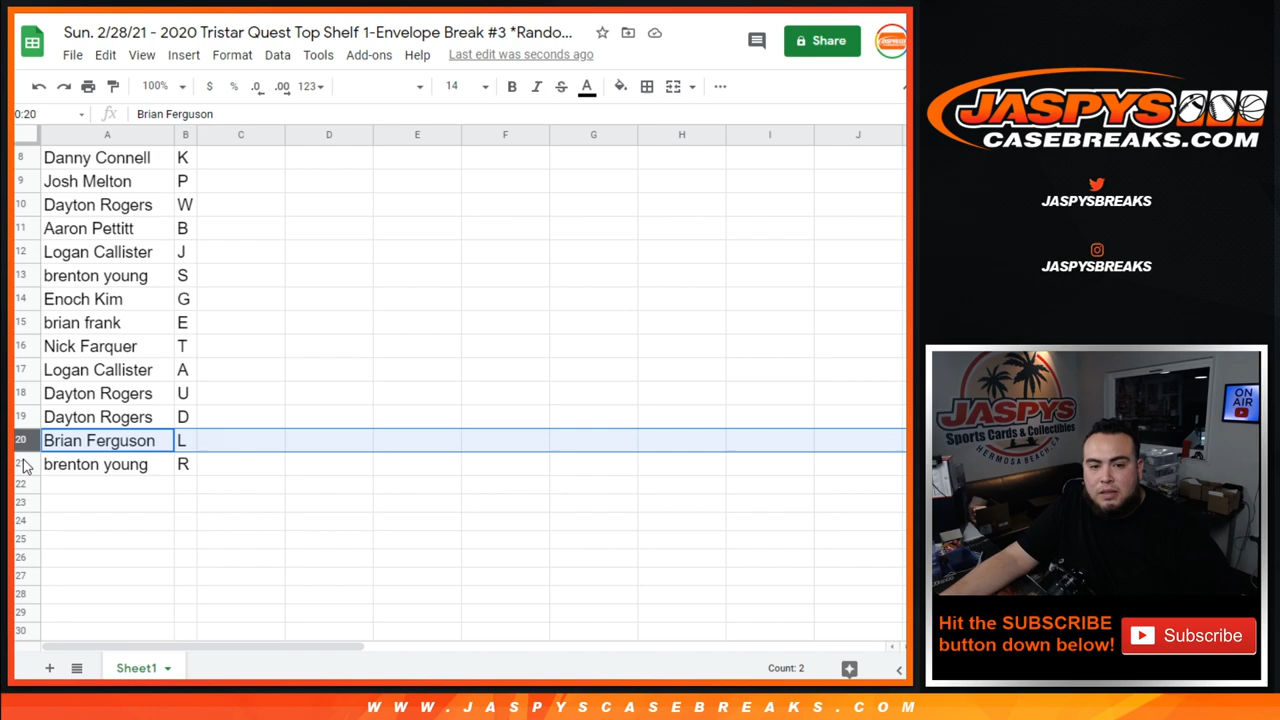 Sun. 2/28/21 - 2020 Tristar Quest Top Shelf 1-Envelope Break #3 *Rando...
File Edit View Insert Format Data Tools Add-ons Help Last edit was seconds ago
Share
100% $ % .0 .00 123 14 B I S A ...
0:20 fx Brian Ferguson
A B C D E F G H I J
8 Danny Connell K
9 Josh Melton P
10 Dayton Rogers W
11 Aaron Pettitt B
12 Logan Callister J
13 brenton young S
14 Enoch Kim G
15 brian frank E
16 Nick Farquer T
17 Logan Callister A
18 Dayton Rogers U
19 Dayton Rogers D
20 Brian Ferguson L
brenton young R
22
23
24
25
26
27
28
29
30
Sheet1 Count: 2
JASPYS
CASEBREAKS.COM
JASPYSBREAKS
JASPYSBREAKS
JASPYS
Sports Cards & Collectibles
HERMOSA BEACH, CA
ON
AIR
Hit the SUBSCRIBE
button down below!
Subscribe
WWW.JASPYSCASEBREAKS.COM